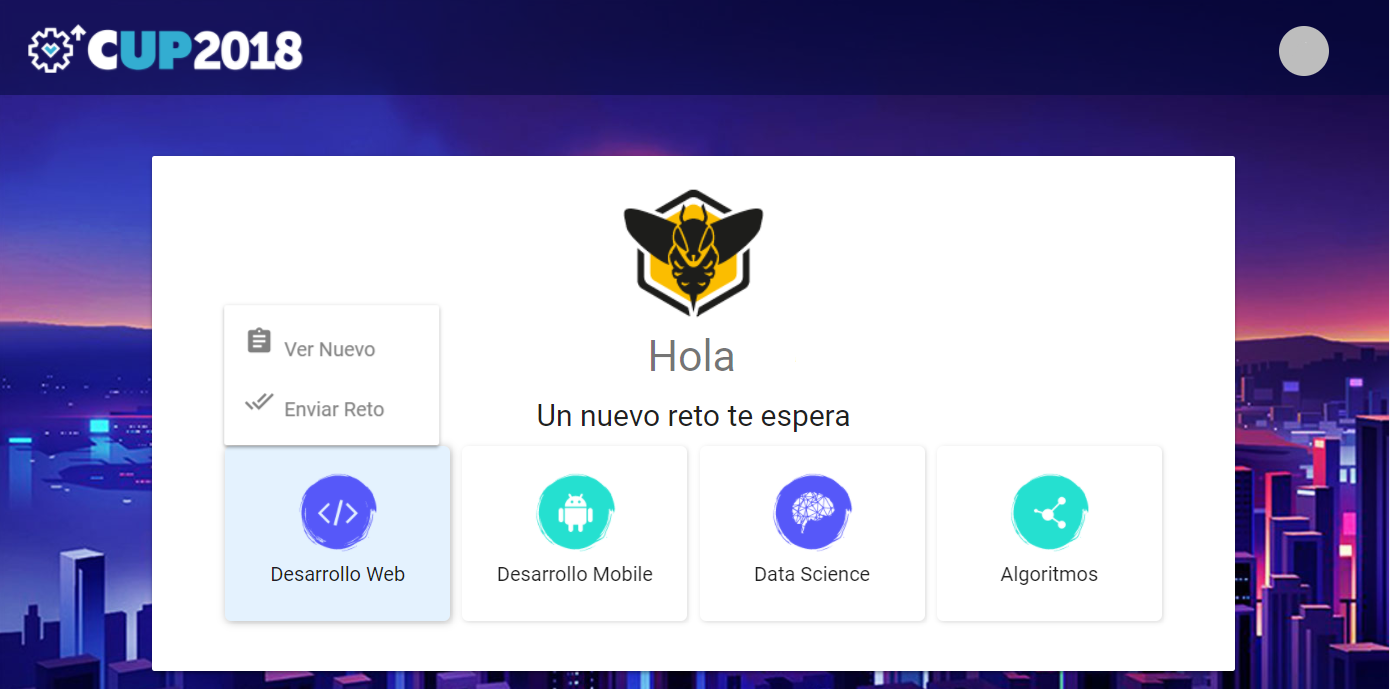 CUP2018
Hola
Un nuevo reto te espera
Ver Nuevo
Enviar Reto
Desarrollo Web
Desarrollo Mobile
Data Science
Algoritmos